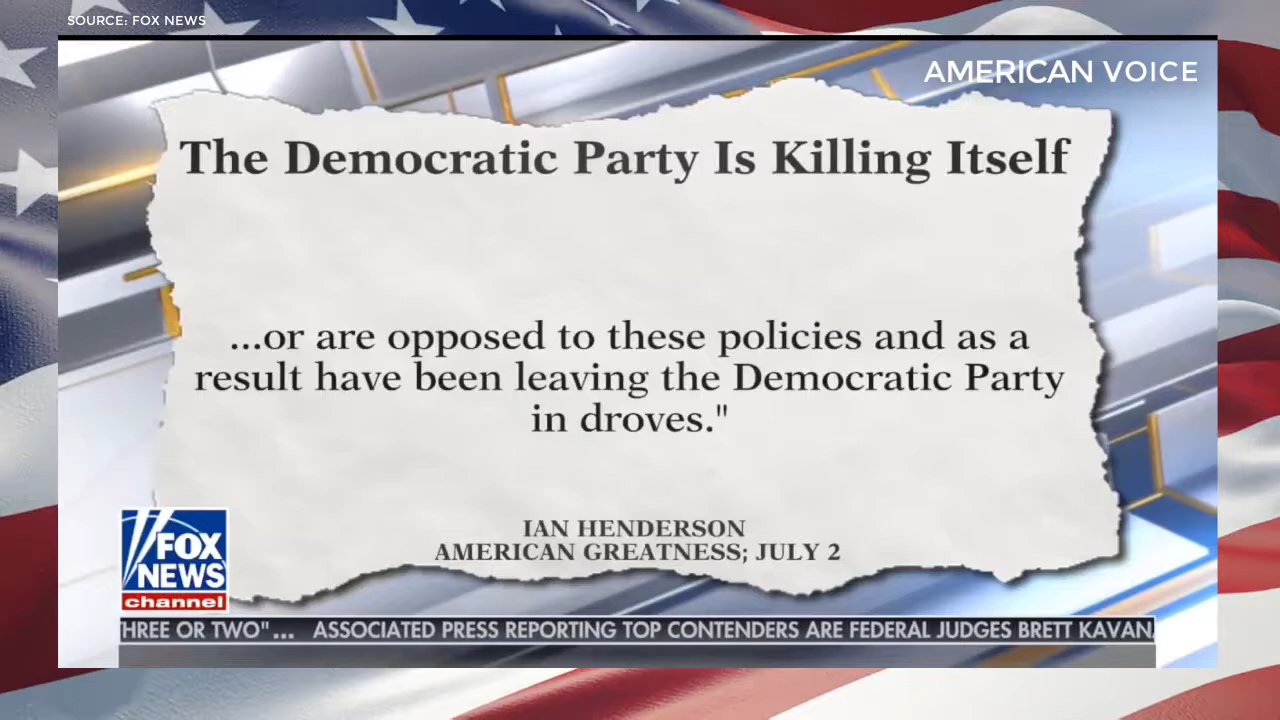 SOURCE: FOX NEWS
AMERICAN VOICE
The Democratic Party Is Killing Itself
...or are opposed to these policies and as a
result have been leaving the Democratic Party
in droves."
IAN HENDERSON
AMERICAN GREATNESS; JULY 2
FOX
NEWS
channel
THREE OR TWO"... ASSOCIATED PRESS REPORTING TOP CONTENDERS ARE FEDERAL JUDGES BRETT KAVAN